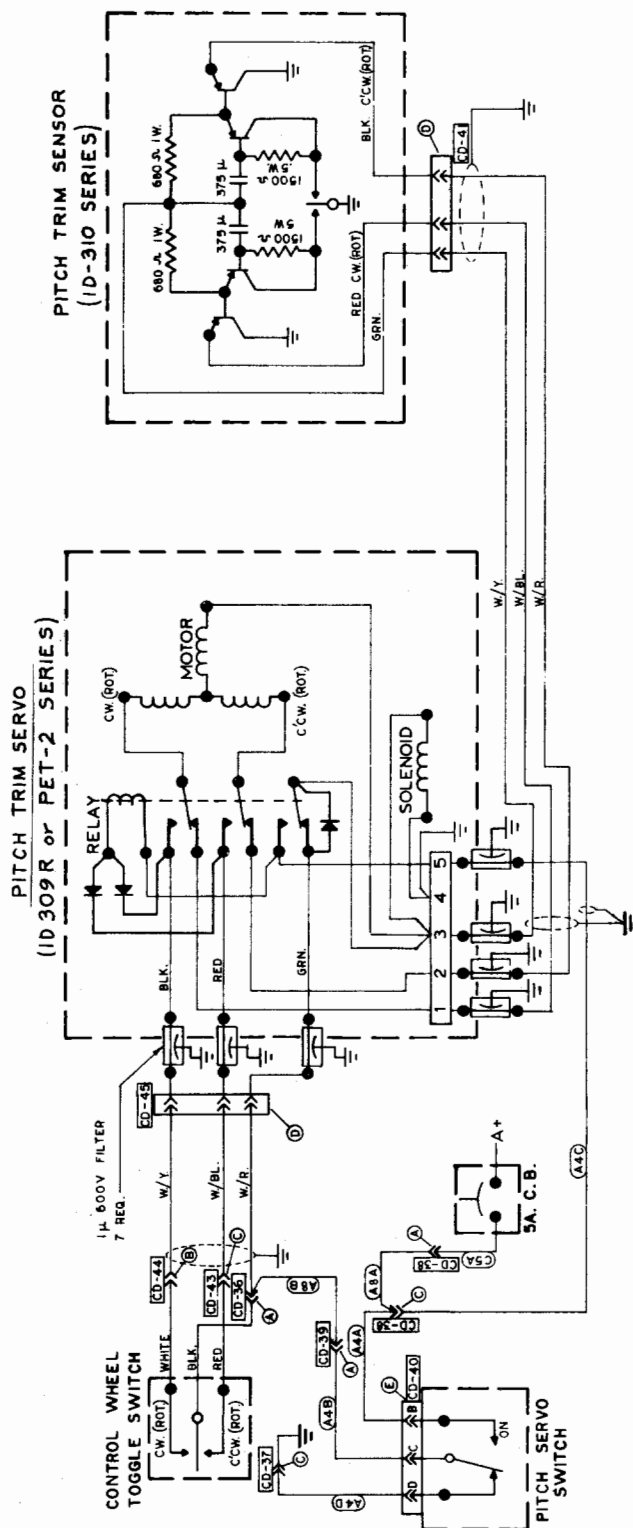 PITCH TRIM SENSOR
(1D-310 SERIES)
680 Ω 1W.
680 Ω 1W.
375 µ
375 µ
1500 Ω
5W.
1500 Ω
5W.
BLK. C'CW. (ROT)
RED CW. (ROT)
GRN.
D
CD-41
PITCH TRIM SERVO
(1D309R or PET-2 SERIES)
RELAY
CW. (ROT)
MOTOR
C'CW. (ROT.)
SOLENOID
BLK.
RED
GRN.
1
2
3
4
5
W./Y.
W/BL.
W/R.
1µ 600V FILTER
7 REQ.
CD-45
D
W/Y.
W/BL.
W/R.
CD-44
B
CD-43
C
CD-36
A
CONTROL WHEEL
TOGGLE SWITCH
CW. (ROT)
C'CW. (ROT)
WHITE
BLK.
RED
A8B
CD-39
A
A4A
A4B
CD-37
C
A4D
E
CD-40
D
C
B
ON
PITCH SERVO
SWITCH
A8A
C
CD-38
A
CD-38
C5A
A+
5A. C. B.
A4C